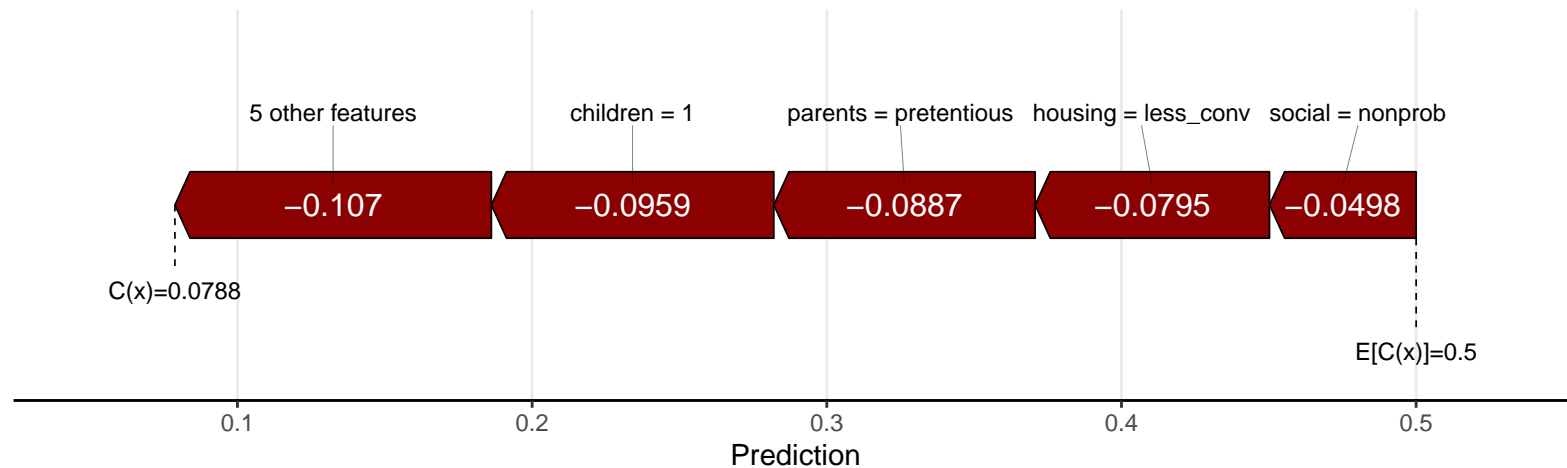 5 other features
children = 1
parents = pretentious
housing = less_conv
social = nonprob
−0.107
−0.0959
−0.0887
−0.0795
−0.0498
C(x)=0.0788
E[C(x)]=0.5
0.1
0.2
0.3
0.4
0.5
Prediction